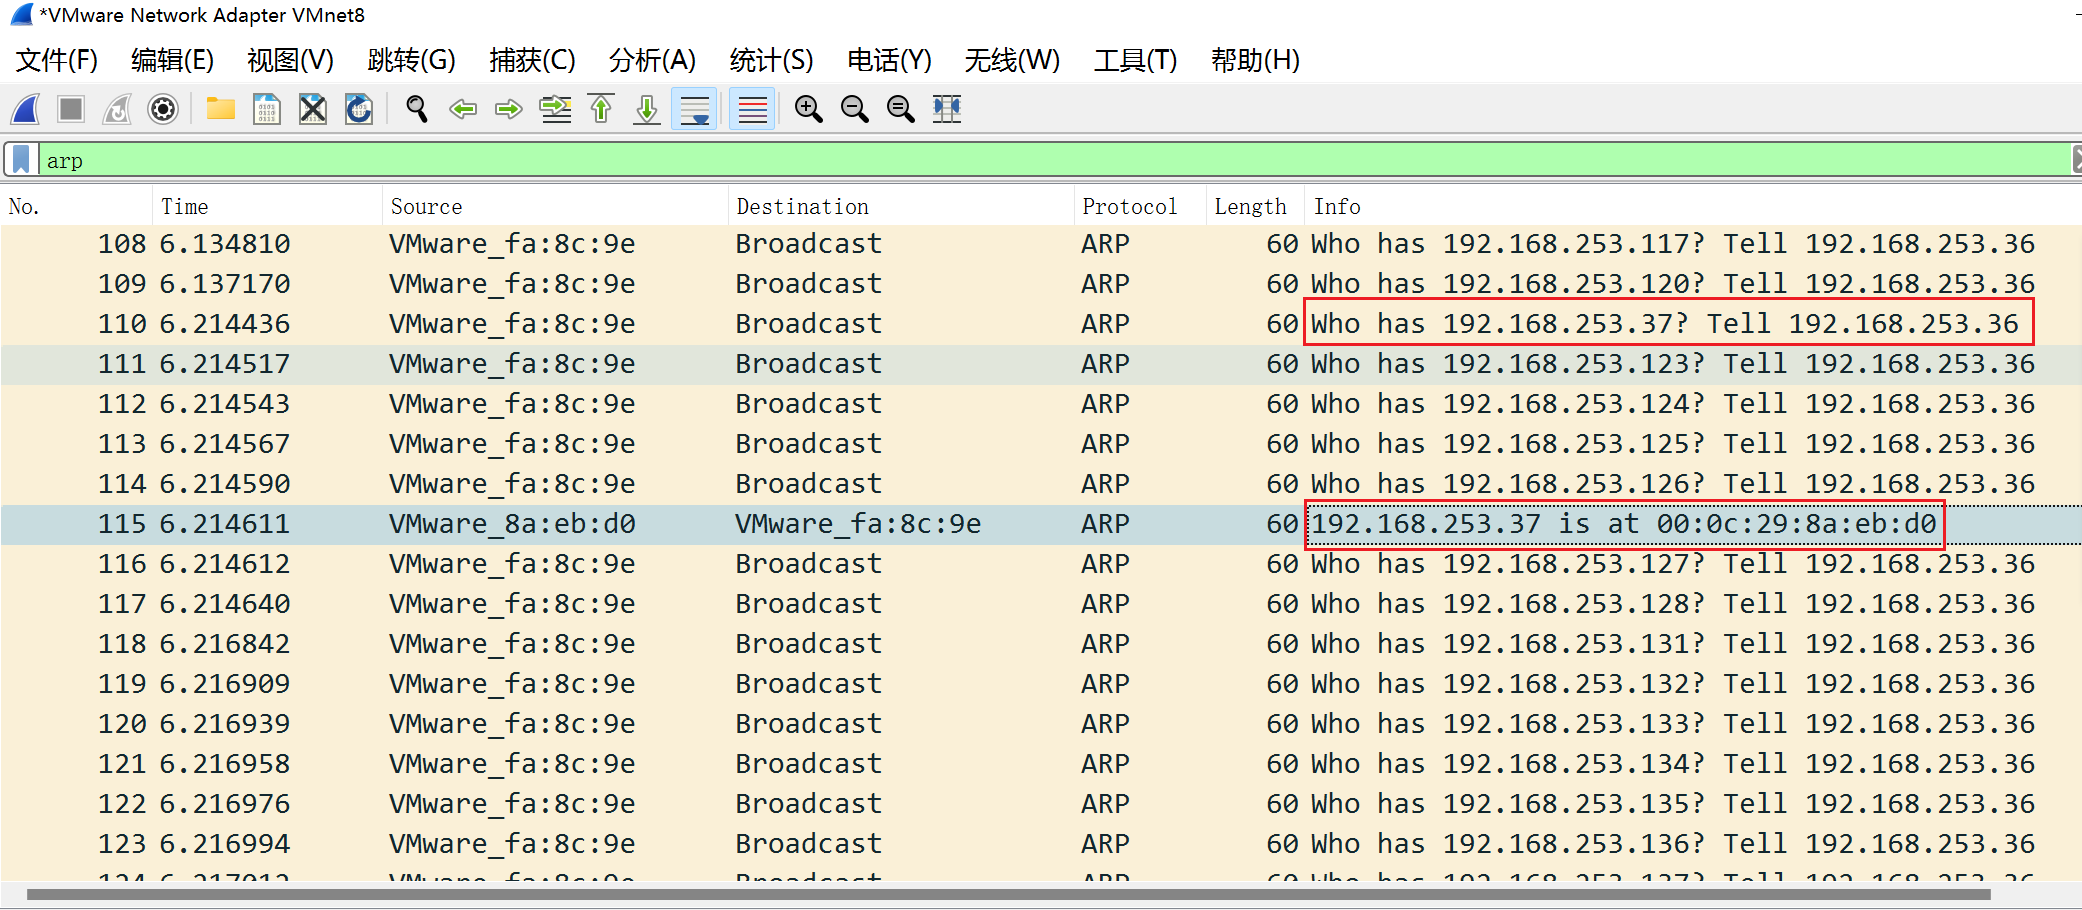 *VMware Network Adapter VMnet8
文件(F) 编辑(E) 视图(V) 跳转(G) 捕获(C) 分析(A) 统计(S) 电话(Y) 无线(W) 工具(T) 帮助(H)
arp
No. Time Source Destination Protocol Length Info
108 6.134810 VMware_fa:8c:9e Broadcast ARP 60 Who has 192.168.253.117? Tell 192.168.253.36
109 6.137170 VMware_fa:8c:9e Broadcast ARP 60 Who has 192.168.253.120? Tell 192.168.253.36
110 6.214436 VMware_fa:8c:9e Broadcast ARP 60 Who has 192.168.253.37? Tell 192.168.253.36
111 6.214517 VMware_fa:8c:9e Broadcast ARP 60 Who has 192.168.253.123? Tell 192.168.253.36
112 6.214543 VMware_fa:8c:9e Broadcast ARP 60 Who has 192.168.253.124? Tell 192.168.253.36
113 6.214567 VMware_fa:8c:9e Broadcast ARP 60 Who has 192.168.253.125? Tell 192.168.253.36
114 6.214590 VMware_fa:8c:9e Broadcast ARP 60 Who has 192.168.253.126? Tell 192.168.253.36
115 6.214611 VMware_8a:eb:d0 VMware_fa:8c:9e ARP 60 192.168.253.37 is at 00:0c:29:8a:eb:d0
116 6.214612 VMware_fa:8c:9e Broadcast ARP 60 Who has 192.168.253.127? Tell 192.168.253.36
117 6.214640 VMware_fa:8c:9e Broadcast ARP 60 Who has 192.168.253.128? Tell 192.168.253.36
118 6.216842 VMware_fa:8c:9e Broadcast ARP 60 Who has 192.168.253.131? Tell 192.168.253.36
119 6.216909 VMware_fa:8c:9e Broadcast ARP 60 Who has 192.168.253.132? Tell 192.168.253.36
120 6.216939 VMware_fa:8c:9e Broadcast ARP 60 Who has 192.168.253.133? Tell 192.168.253.36
121 6.216958 VMware_fa:8c:9e Broadcast ARP 60 Who has 192.168.253.134? Tell 192.168.253.36
122 6.216976 VMware_fa:8c:9e Broadcast ARP 60 Who has 192.168.253.135? Tell 192.168.253.36
123 6.216994 VMware_fa:8c:9e Broadcast ARP 60 Who has 192.168.253.136? Tell 192.168.253.36